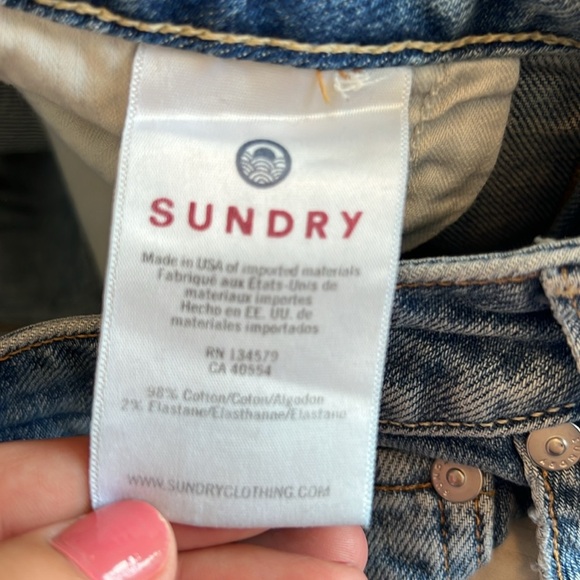 SUNDRY
Made in USA of imported materials
Fabriqué aux États-Unis de
materiaux importes
Hecho en EE. UU. de
materiales importados
RN 134579
CA 40554
98% Cotton/Coton/Algodon
2% Elastane/Elasthanne/Elastano
WWW.SUNDRYCLOTHING.COM